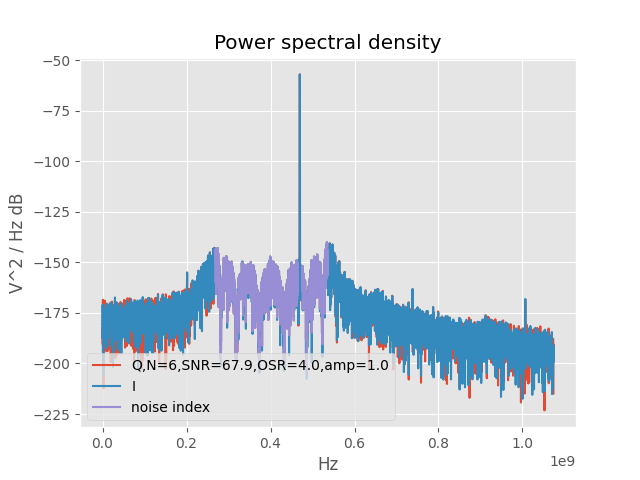 Power spectral density
V^2 / Hz dB
−50
−75
−100
−125
−150
−175
−200
−225
Q,N=6,SNR=67.9,OSR=4.0,amp=1.0
I
noise index
0.0 0.2 0.4 0.6 0.8 1.0
1e9
Hz